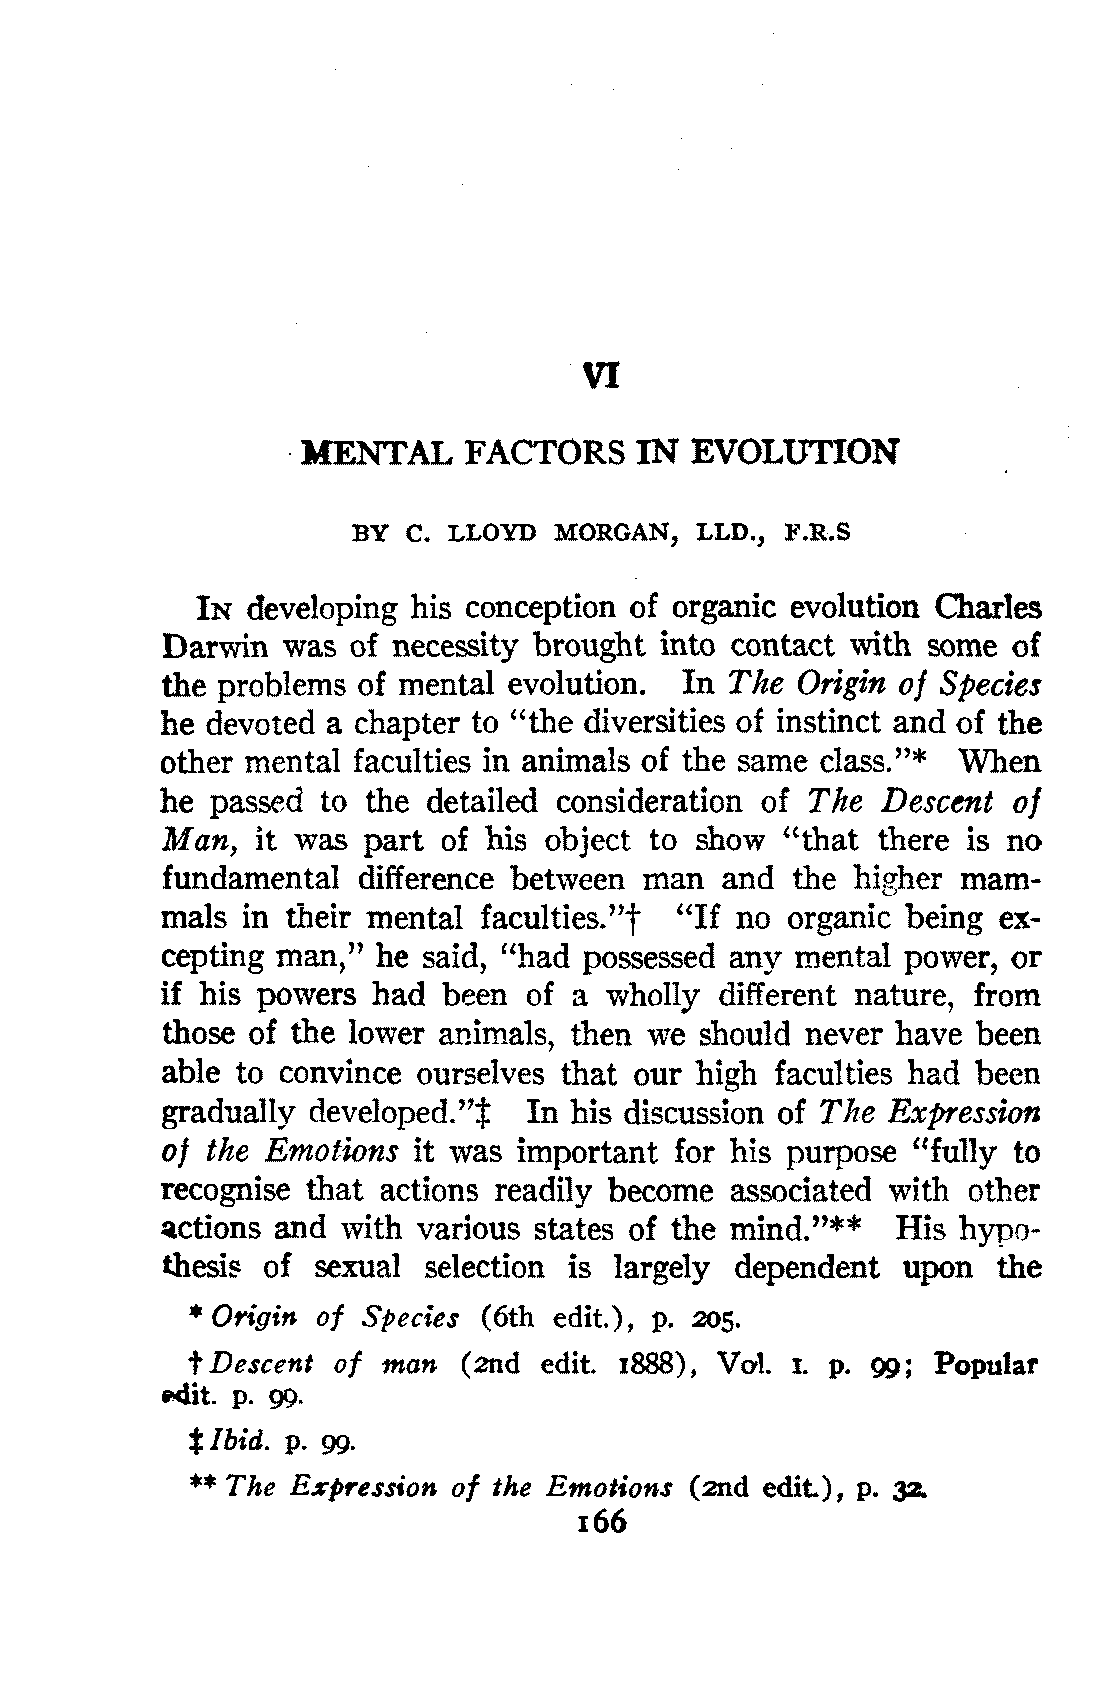 VI
MENTAL FACTORS IN EVOLUTION
BY C. LLOYD MORGAN, LLD., F.R.S
IN developing his conception of organic evolution Charles
Darwin was of necessity brought into contact with some of
the problems of mental evolution. In The Origin of Species
he devoted a chapter to “the diversities of instinct and of the
other mental faculties in animals of the same class.”* When
he passed to the detailed consideration of The Descent of
Man, it was part of his object to show “that there is no
fundamental difference between man and the higher mam-
mals in their mental faculties.”† “If no organic being ex-
cepting man,” he said, “had possessed any mental power, or
if his powers had been of a wholly different nature, from
those of the lower animals, then we should never have been
able to convince ourselves that our high faculties had been
gradually developed.”‡ In his discussion of The Expression
of the Emotions it was important for his purpose “fully to
recognise that actions readily become associated with other
actions and with various states of the mind.”** His hypo-
thesis of sexual selection is largely dependent upon the
* Origin of Species (6th edit.), p. 205.
† Descent of man (2nd edit. 1888), Vol. I. p. 99; Popular
edit. p. 99.
‡ Ibid. p. 99.
** The Expression of the Emotions (2nd edit.), p. 32.
166